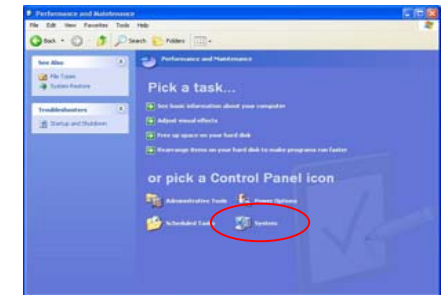 Performance and Maintenance
File Edit View Favorites Tools Help
Back Search Folders
See Also
File Types
System Restore
Troubleshooters
Startup and Shutdown
Performance and Maintenance
Pick a task...
See basic information about your computer
Adjust visual effects
Free up space on your hard disk
Rearrange items on your hard disk to make programs run faster
or pick a Control Panel icon
Administrative Tools Power Options
Scheduled Tasks System